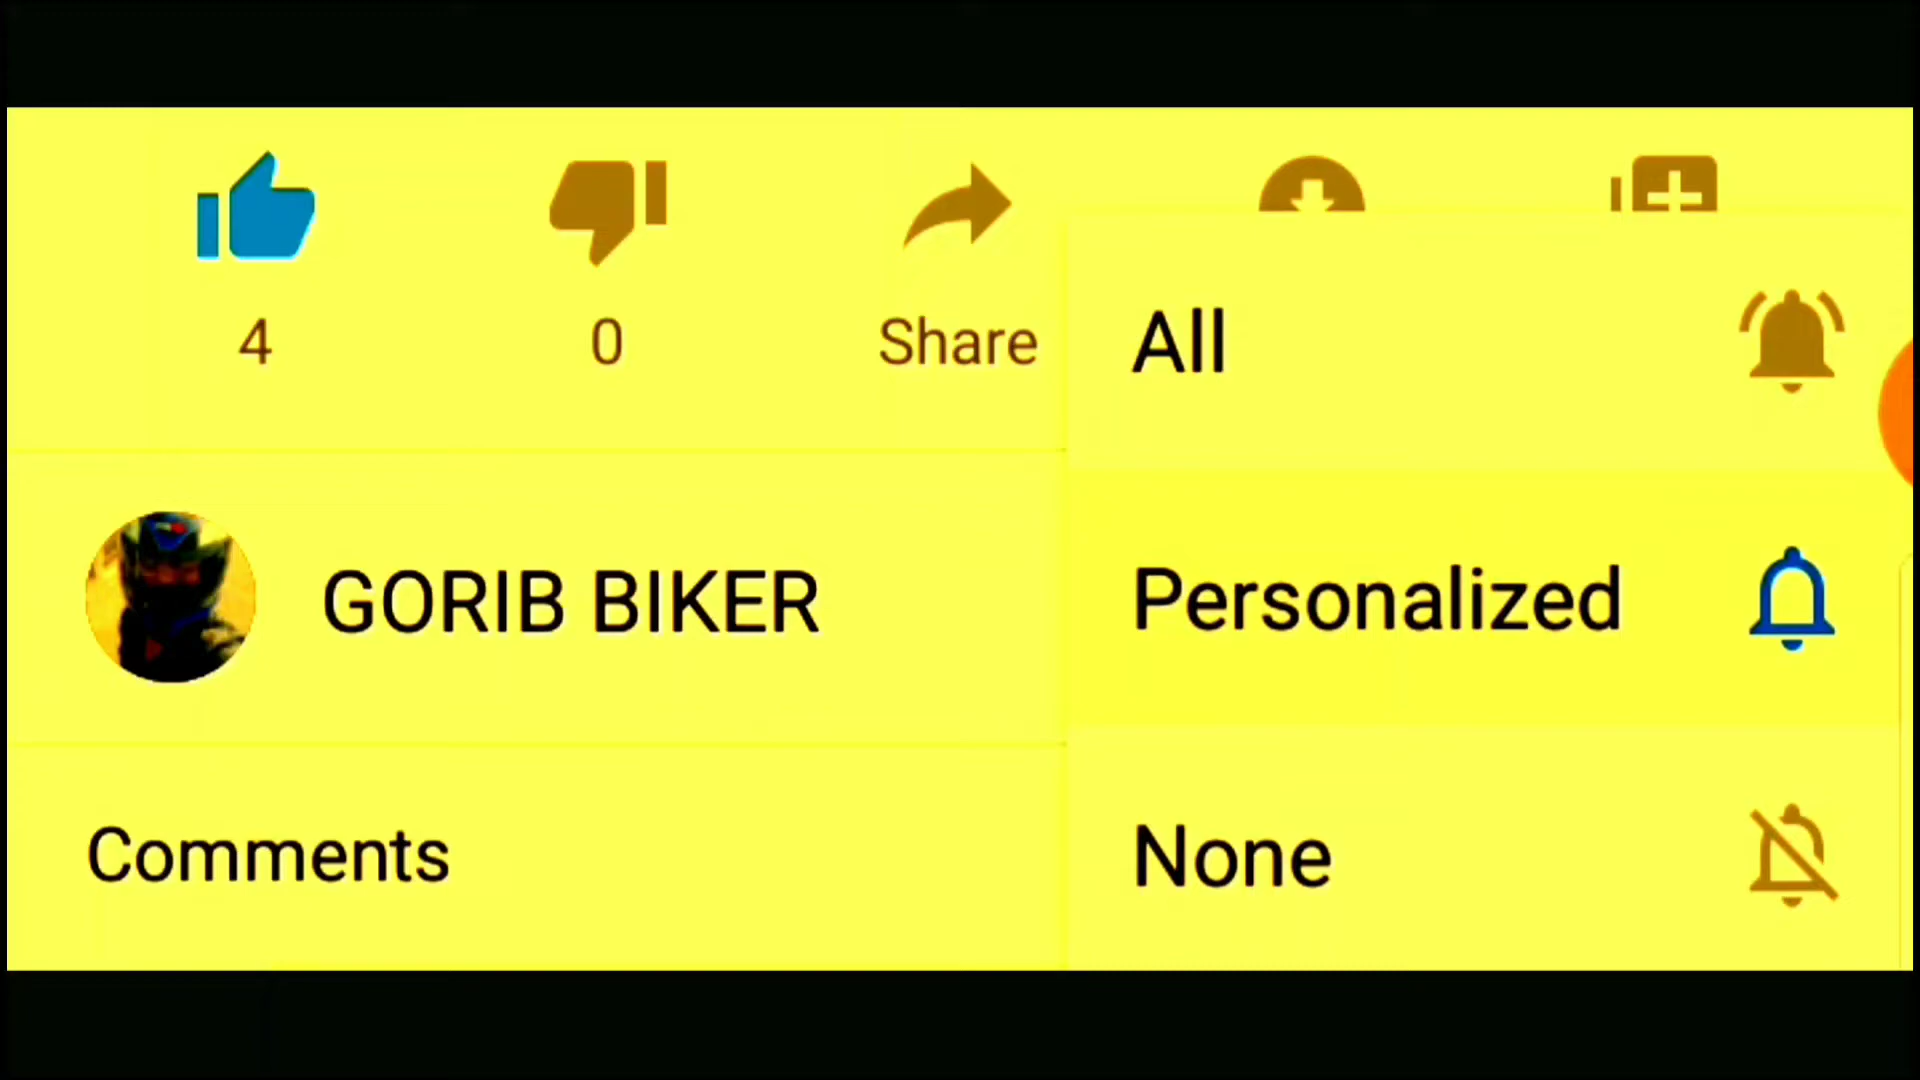 4
0
Share
All
GORIB BIKER
Personalized
Comments
None